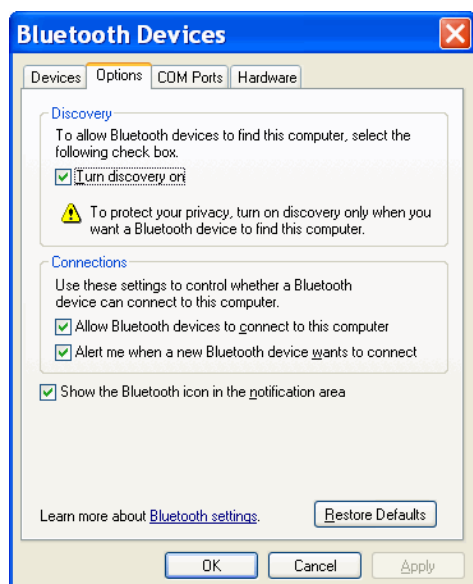 Bluetooth Devices
Devices Options COM Ports Hardware
Discovery
To allow Bluetooth devices to find this computer, select the
following check box.
Turn discovery on
To protect your privacy, turn on discovery only when you
want a Bluetooth device to find this computer.
Connections
Use these settings to control whether a Bluetooth
device can connect to this computer.
Allow Bluetooth devices to connect to this computer
Alert me when a new Bluetooth device wants to connect
Show the Bluetooth icon in the notification area
Learn more about Bluetooth settings. Restore Defaults
OK Cancel Apply